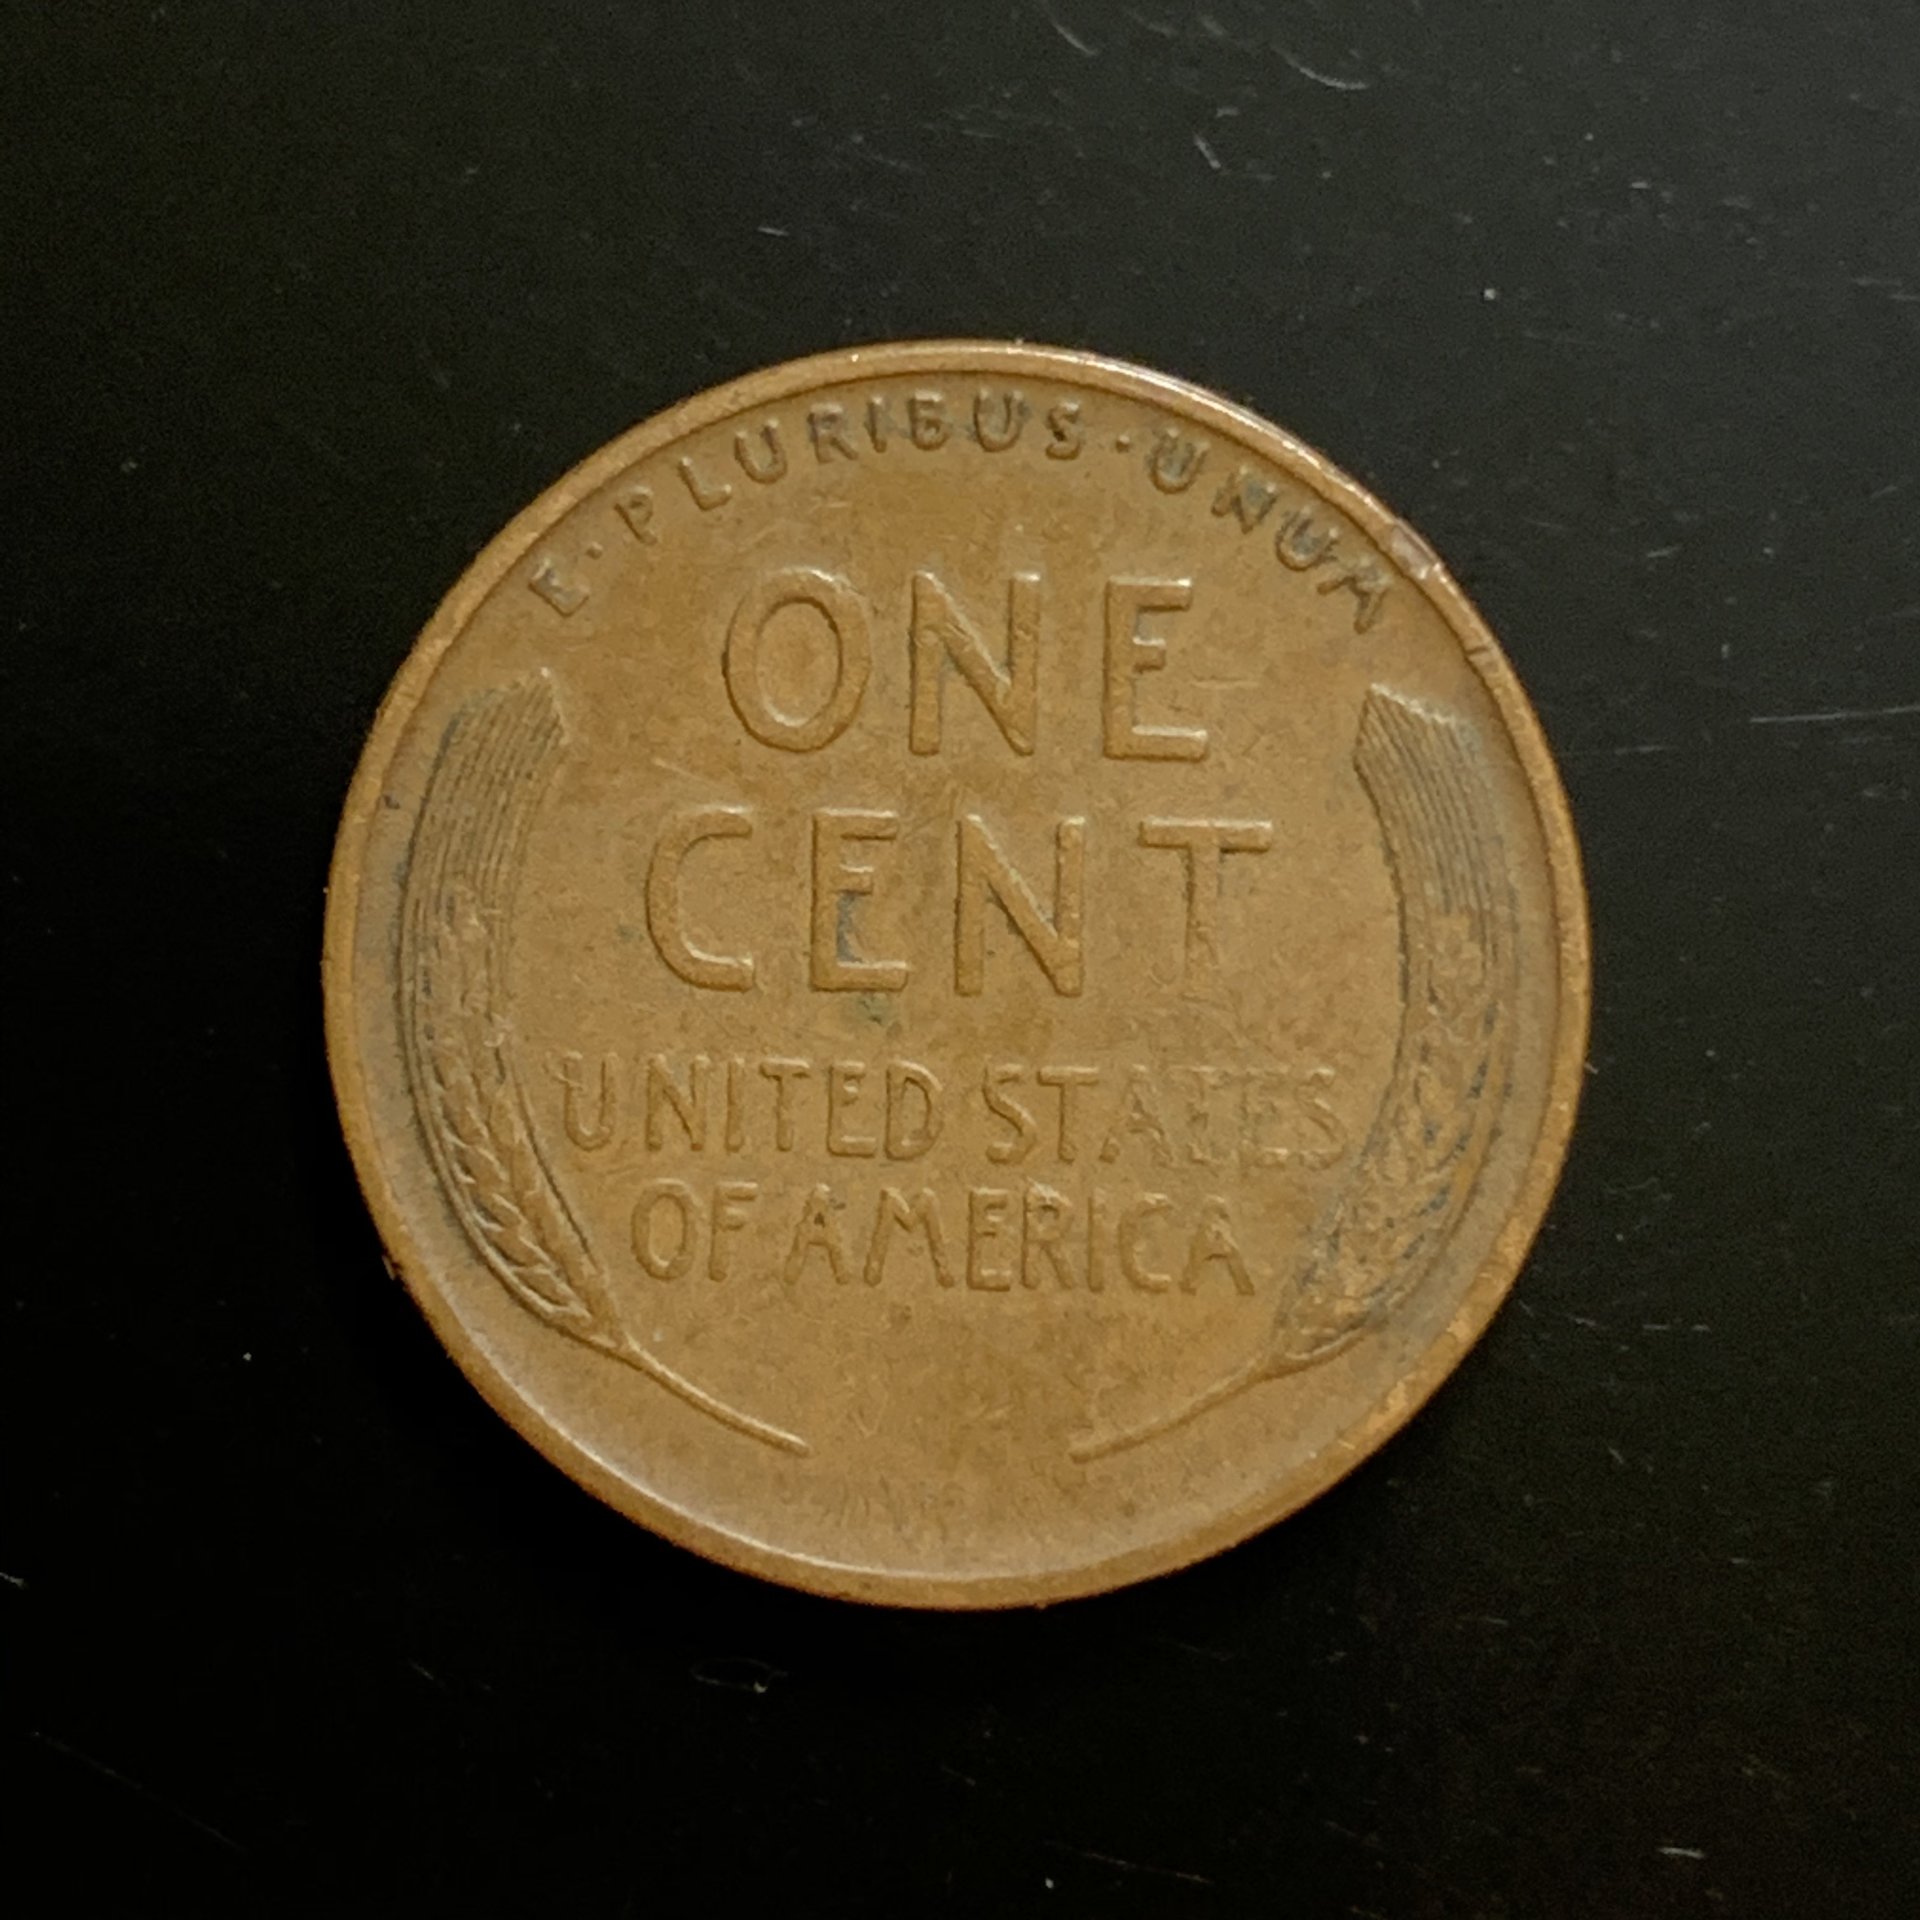 E·PLURIBUS·UNUM
ONE
CENT
UNITED STATES
OF AMERICA